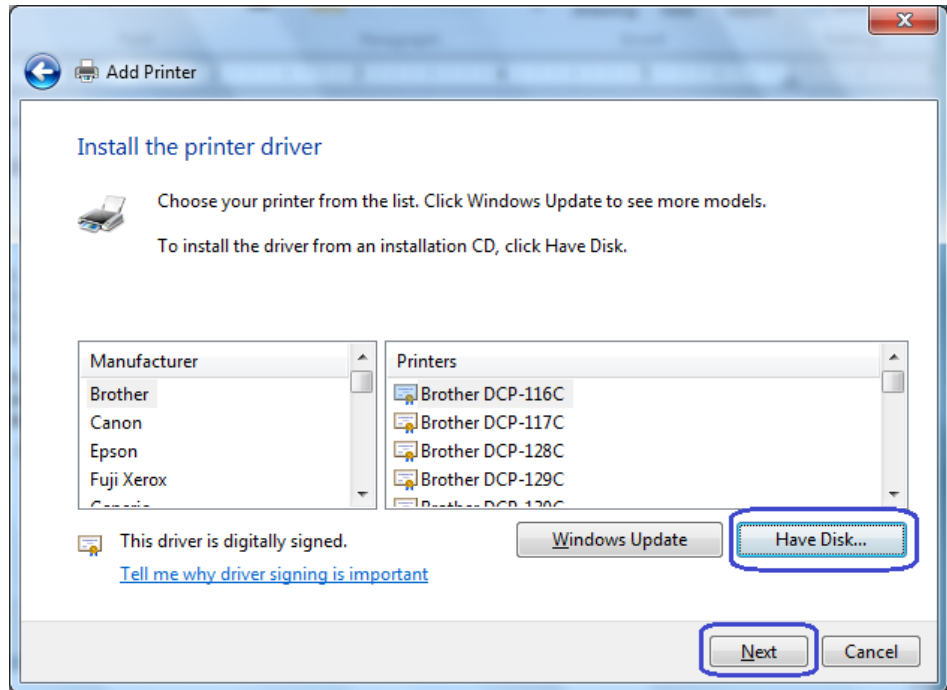 Add Printer
Install the printer driver
Choose your printer from the list. Click Windows Update to see more models.
To install the driver from an installation CD, click Have Disk.
Manufacturer
Printers
Brother
Brother DCP-116C
Canon
Brother DCP-117C
Epson
Brother DCP-128C
Fuji Xerox
Brother DCP-129C
This driver is digitally signed.
Windows Update
Have Disk...
Tell me why driver signing is important
Next
Cancel